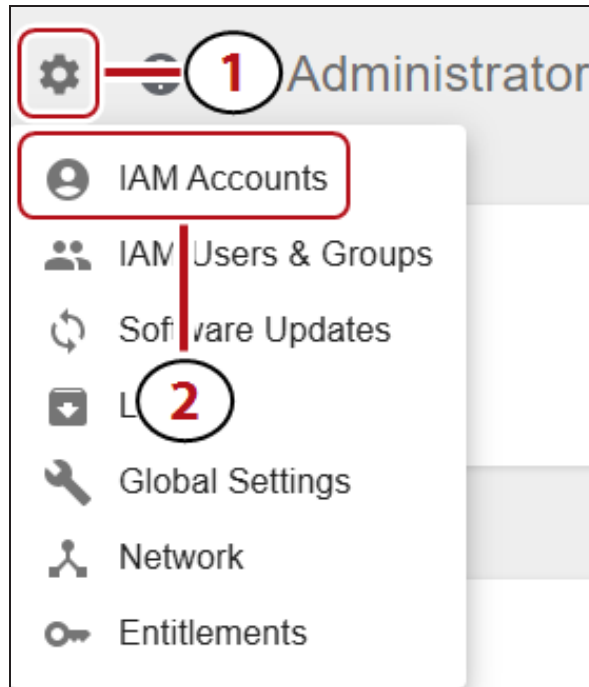 1 Administrator
IAM Accounts
IAM Users & Groups
Software Updates
2
Global Settings
Network
Entitlements